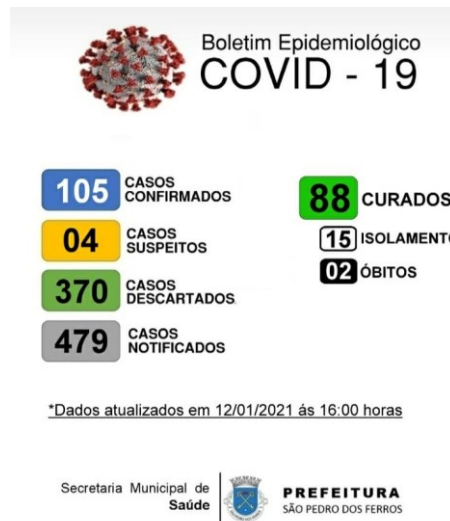 Boletim Epidemiológico
COVID - 19
105 CASOS
CONFIRMADOS
04 CASOS
SUSPEITOS
370 CASOS
DESCARTADOS
479 CASOS
NOTIFICADOS
88 CURADOS
15 ISOLAMENTO
02 ÓBITOS
*Dados atualizados em 12/01/2021 ás 16:00 horas
Secretaria Municipal de
Saúde
PREFEITURA
SÃO PEDRO DOS FERROS